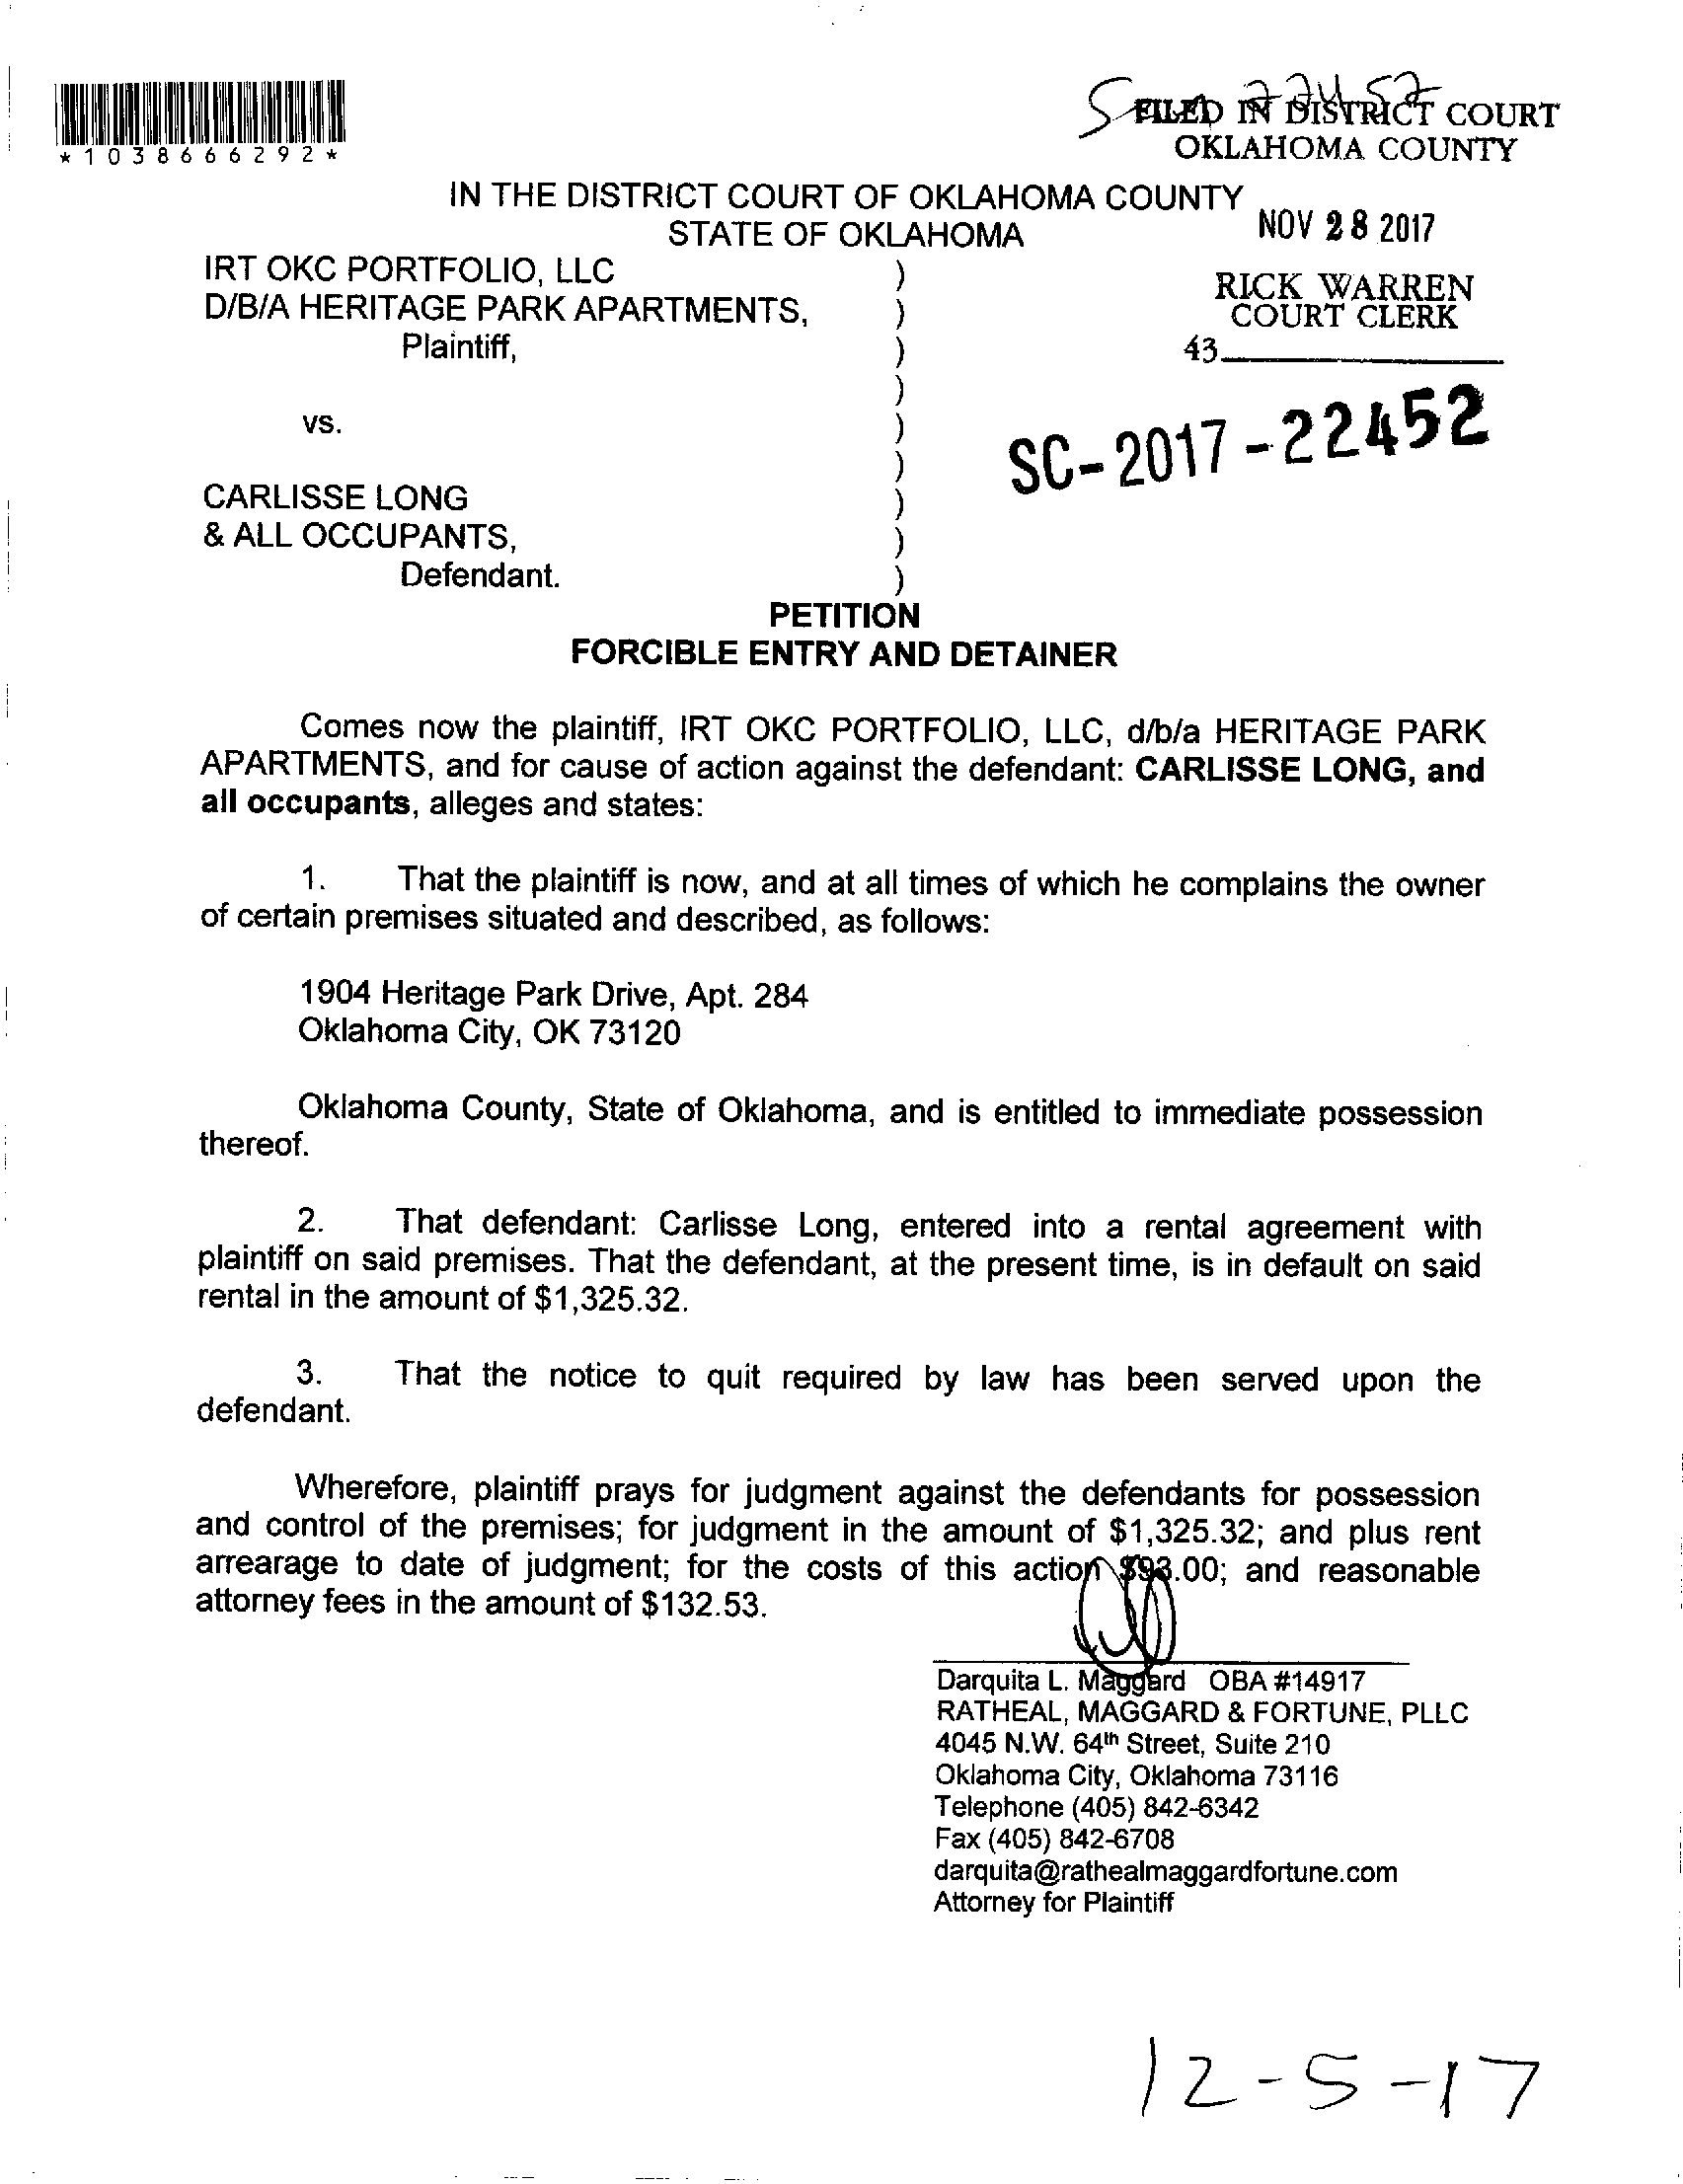 *1038666292*
FILED IN DISTRICT COURT
OKLAHOMA COUNTY
IN THE DISTRICT COURT OF OKLAHOMA COUNTY
STATE OF OKLAHOMA
NOV 28 2017
IRT OKC PORTFOLIO, LLC )
D/B/A HERITAGE PARK APARTMENTS, )
RICK WARREN
COURT CLERK
Plaintiff, )
43
)
vs. )
SC-2017-22452
)
CARLISSE LONG )
& ALL OCCUPANTS, )
Defendant. )
PETITION
FORCIBLE ENTRY AND DETAINER
Comes now the plaintiff, IRT OKC PORTFOLIO, LLC, d/b/a HERITAGE PARK
APARTMENTS, and for cause of action against the defendant: CARLISSE LONG, and
all occupants, alleges and states:
1. That the plaintiff is now, and at all times of which he complains the owner
of certain premises situated and described, as follows:
1904 Heritage Park Drive, Apt. 284
Oklahoma City, OK 73120
Oklahoma County, State of Oklahoma, and is entitled to immediate possession
thereof.
2. That defendant: Carlisse Long, entered into a rental agreement with
plaintiff on said premises. That the defendant, at the present time, is in default on said
rental in the amount of $1,325.32.
3. That the notice to quit required by law has been served upon the
defendant.
Wherefore, plaintiff prays for judgment against the defendants for possession
and control of the premises; for judgment in the amount of $1,325.32; and plus rent
arrearage to date of judgment; for the costs of this action $93.00; and reasonable
attorney fees in the amount of $132.53.
Darquita L. Maggard OBA #14917
RATHEAL, MAGGARD & FORTUNE, PLLC
4045 N.W. 64th Street, Suite 210
Oklahoma City, Oklahoma 73116
Telephone (405) 842-6342
Fax (405) 842-6708
darquita@rathealmaggardfortune.com
Attorney for Plaintiff
12-5-17